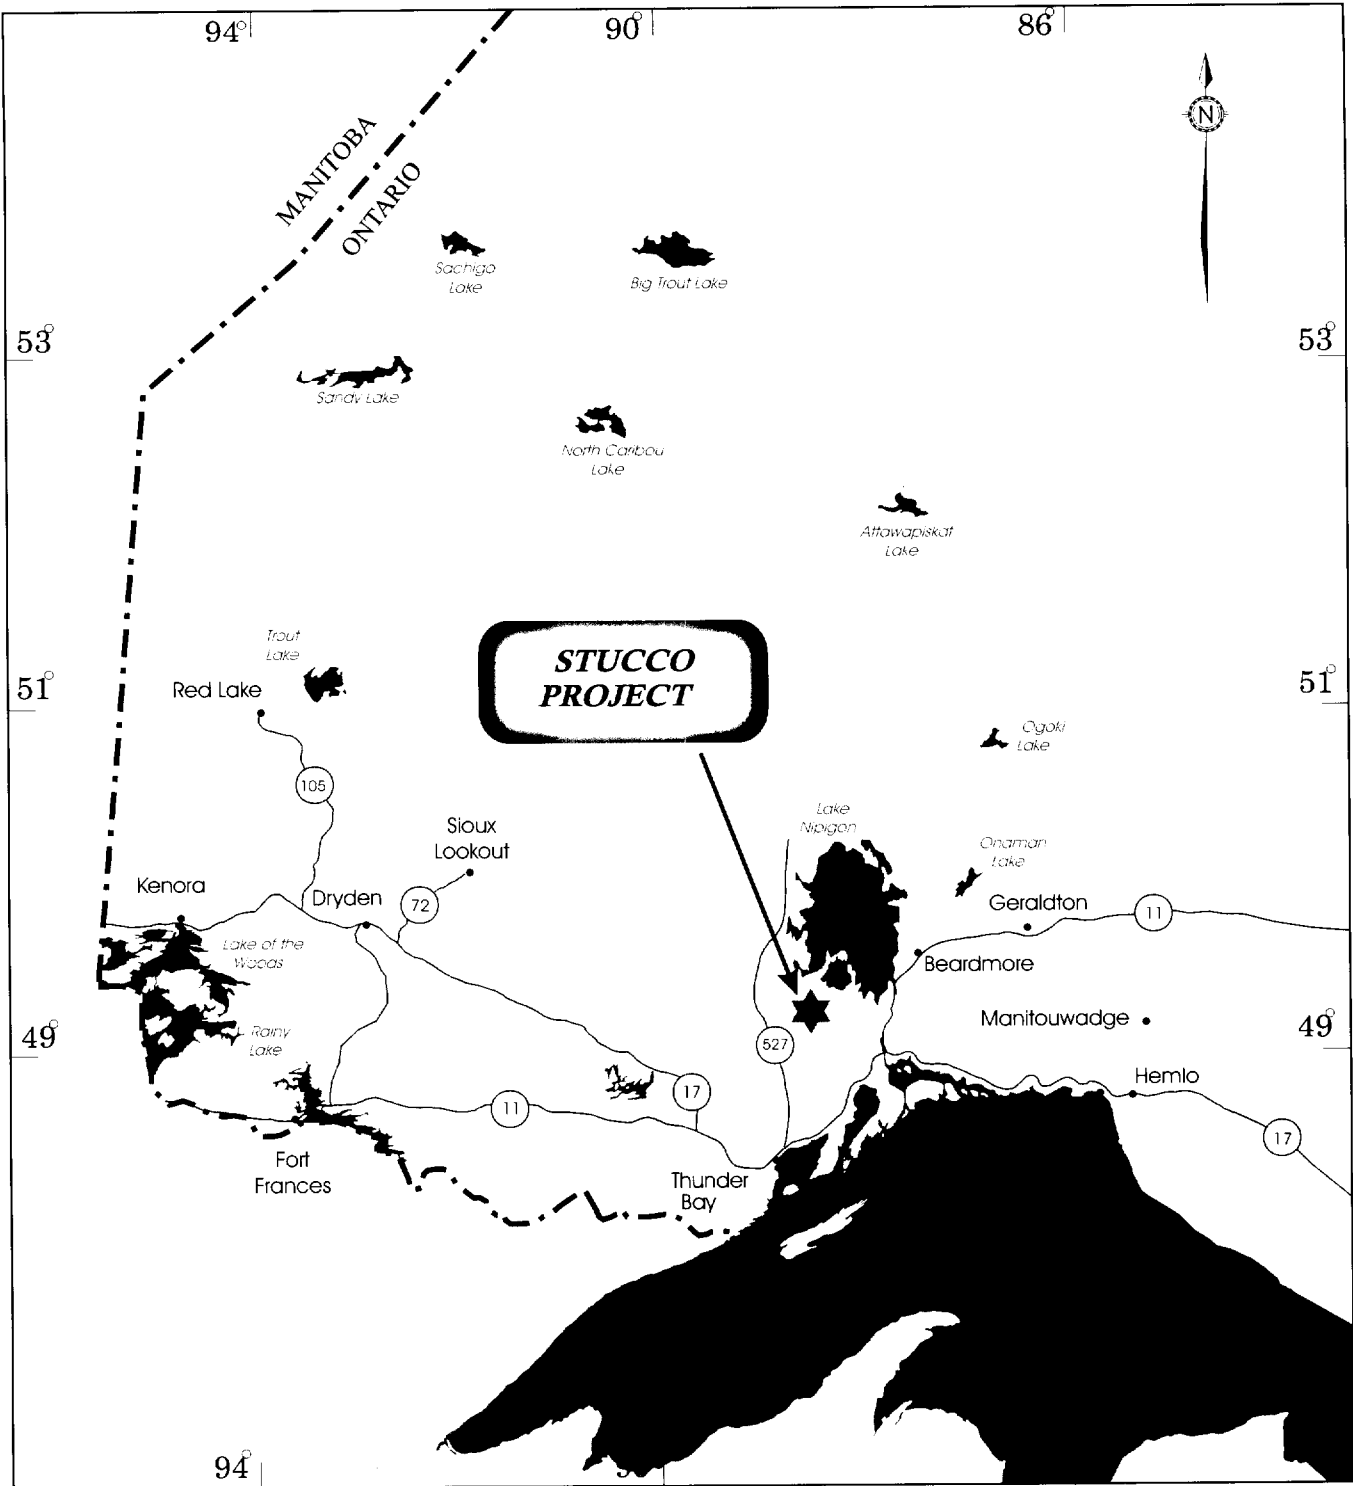 94°
90°
86°
N
MANITOBA
ONTARIO
Sachigo
Lake
Big Trout Lake
53°
53°
Sandy Lake
North Caribou
Lake
Attawapiskat
Lake
Trout
Lake
STUCCO
PROJECT
51°
51°
Red Lake
Ogoki
Lake
105
Lake
Nipigon
Sioux
Lookout
Onaman
Lake
Kenora
Dryden
72
Geraldton
11
Lake of the
Woods
Beardmore
Manitouwadge
49°
49°
Rainy
Lake
527
Hemlo
17
11
17
Fort
Frances
Thunder
Bay
94°